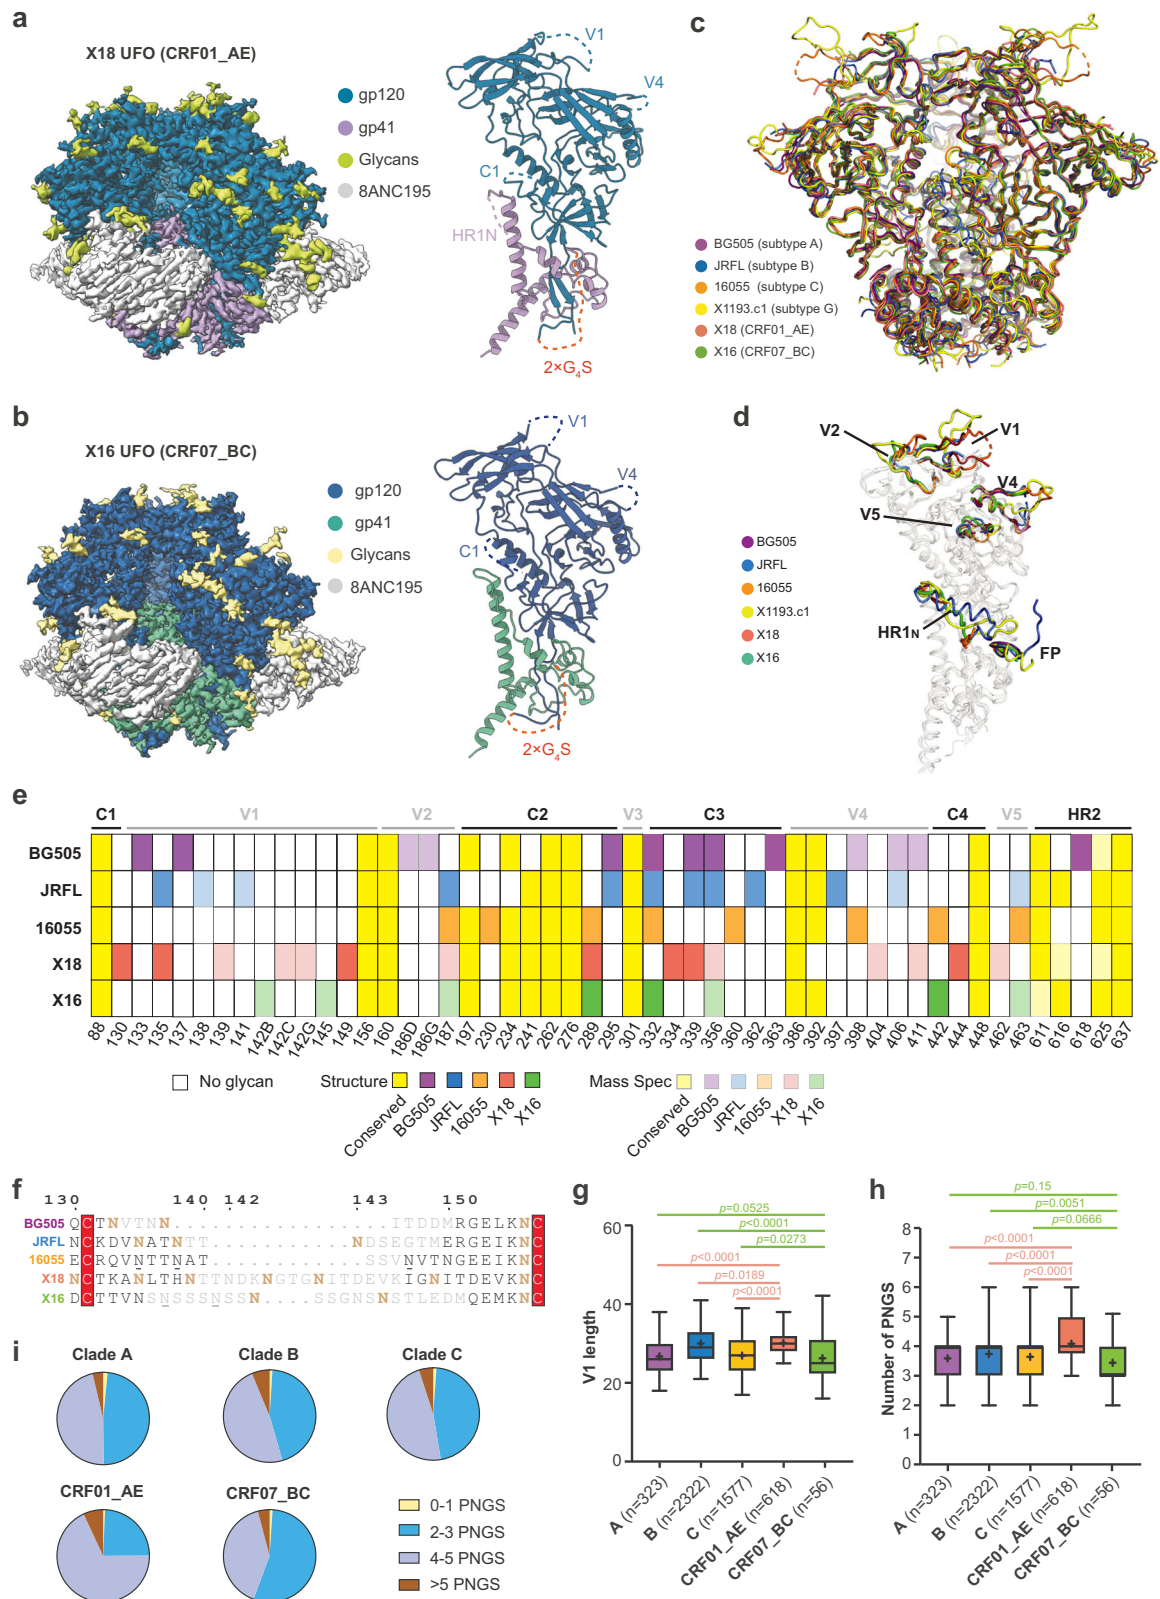 a
X18 UFO (CRF01_AE)
gp120
gp41
Glycans
8ANC195
V1
V4
C1
HR1N
2×G₄S
b
X16 UFO (CRF07_BC)
gp120
gp41
Glycans
8ANC195
V1
V4
C1
2×G₄S
c
BG505 (subtype A)
JRFL (subtype B)
16055 (subtype C)
X1193.c1 (subtype G)
X18 (CRF01_AE)
X16 (CRF07_BC)
d
V2
V1
V4
V5
HR1N
FP
BG505
JRFL
16055
X1193.c1
X18
X16
e
C1 V1 V2 C2 V3 C3 V4 C4 V5 HR2
BG505
JRFL
16055
X18
X16
88 130 133 135 137 138 139 141 142B 142C 142G 145 149 156 160 186D 186G 187 197 230 234 241 262 276 289 295 301 332 334 339 356 360 362 363 386 392 397 398 404 406 411 442 444 448 462 463 611 616 618 625 637
No glycan
Structure
Conserved BG505 JRFL 16055 X18 X16
Mass Spec
Conserved BG505 JRFL 16055 X18 X16
f
130 140 142 143 150
BG505 QCTNVTNN..................ITDDMRGELKNC
JRFL NCKDVNATNTT...............NDSEGTMERGEIKNC
16055 ECRQVNTTNAT...............SSVNVTNGEEIKNC
X18 NCTKANLTHNTTNDKNGTGNITDEVKIGNITDEVKNC
X16 DCTTVNSNSSSNSSN.....SSGNSNSTLEDMQEMKNC
g
V1 length
60
40
20
0
p=0.0525
p<0.0001
p=0.0273
p<0.0001
p=0.0189
p<0.0001
A (n=323)
B (n=2322)
C (n=1577)
CRF01_AE (n=618)
CRF07_BC (n=56)
h
Number of PNGS
8
7
6
5
4
3
2
1
0
p=0.15
p=0.0051
p=0.0666
p<0.0001
p<0.0001
p<0.0001
A (n=323)
B (n=2322)
C (n=1577)
CRF01_AE (n=618)
CRF07_BC (n=56)
i
Clade A
Clade B
Clade C
CRF01_AE
CRF07_BC
0-1 PNGS
2-3 PNGS
4-5 PNGS
>5 PNGS